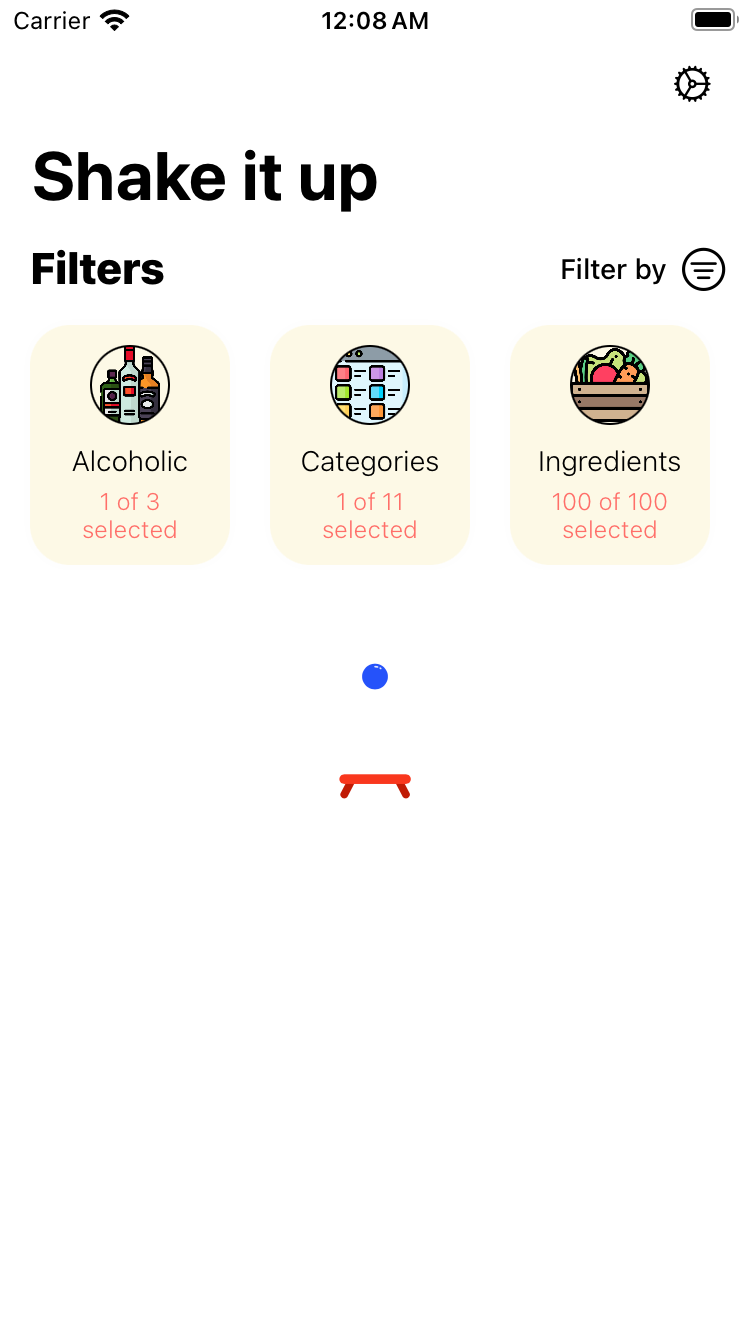 Carrier 12:08 AM
Shake it up
Filters Filter by
Alcoholic Categories Ingredients
1 of 3 1 of 11 100 of 100
selected selected selected